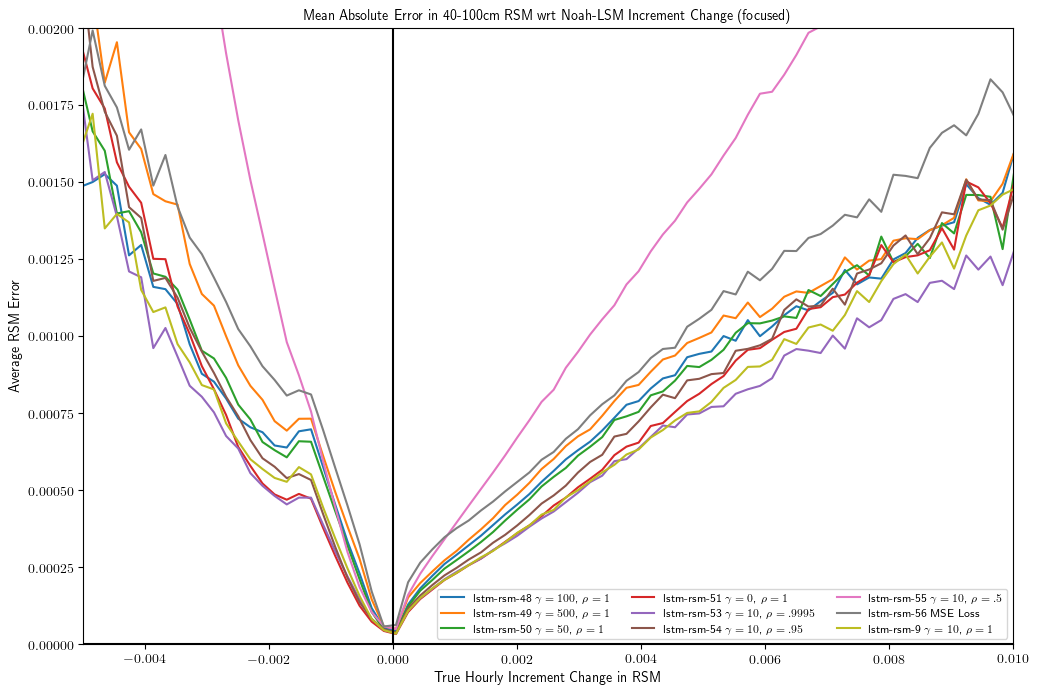 Mean Absolute Error in 40-100cm RSM wrt Noah-LSM Increment Change (focused)
Average RSM Error
0.00200
0.00175
0.00150
0.00125
0.00100
0.00075
0.00050
0.00025
0.00000
lstm-rsm-48 γ = 100, ρ = 1
lstm-rsm-49 γ = 500, ρ = 1
lstm-rsm-50 γ = 50, ρ = 1
lstm-rsm-51 γ = 0, ρ = 1
lstm-rsm-53 γ = 10, ρ = .9995
lstm-rsm-54 γ = 10, ρ = .95
lstm-rsm-55 γ = 10, ρ = .5
lstm-rsm-56 MSE Loss
lstm-rsm-9 γ = 10, ρ = 1
−0.004 −0.002 0.000 0.002 0.004 0.006 0.008 0.010
True Hourly Increment Change in RSM